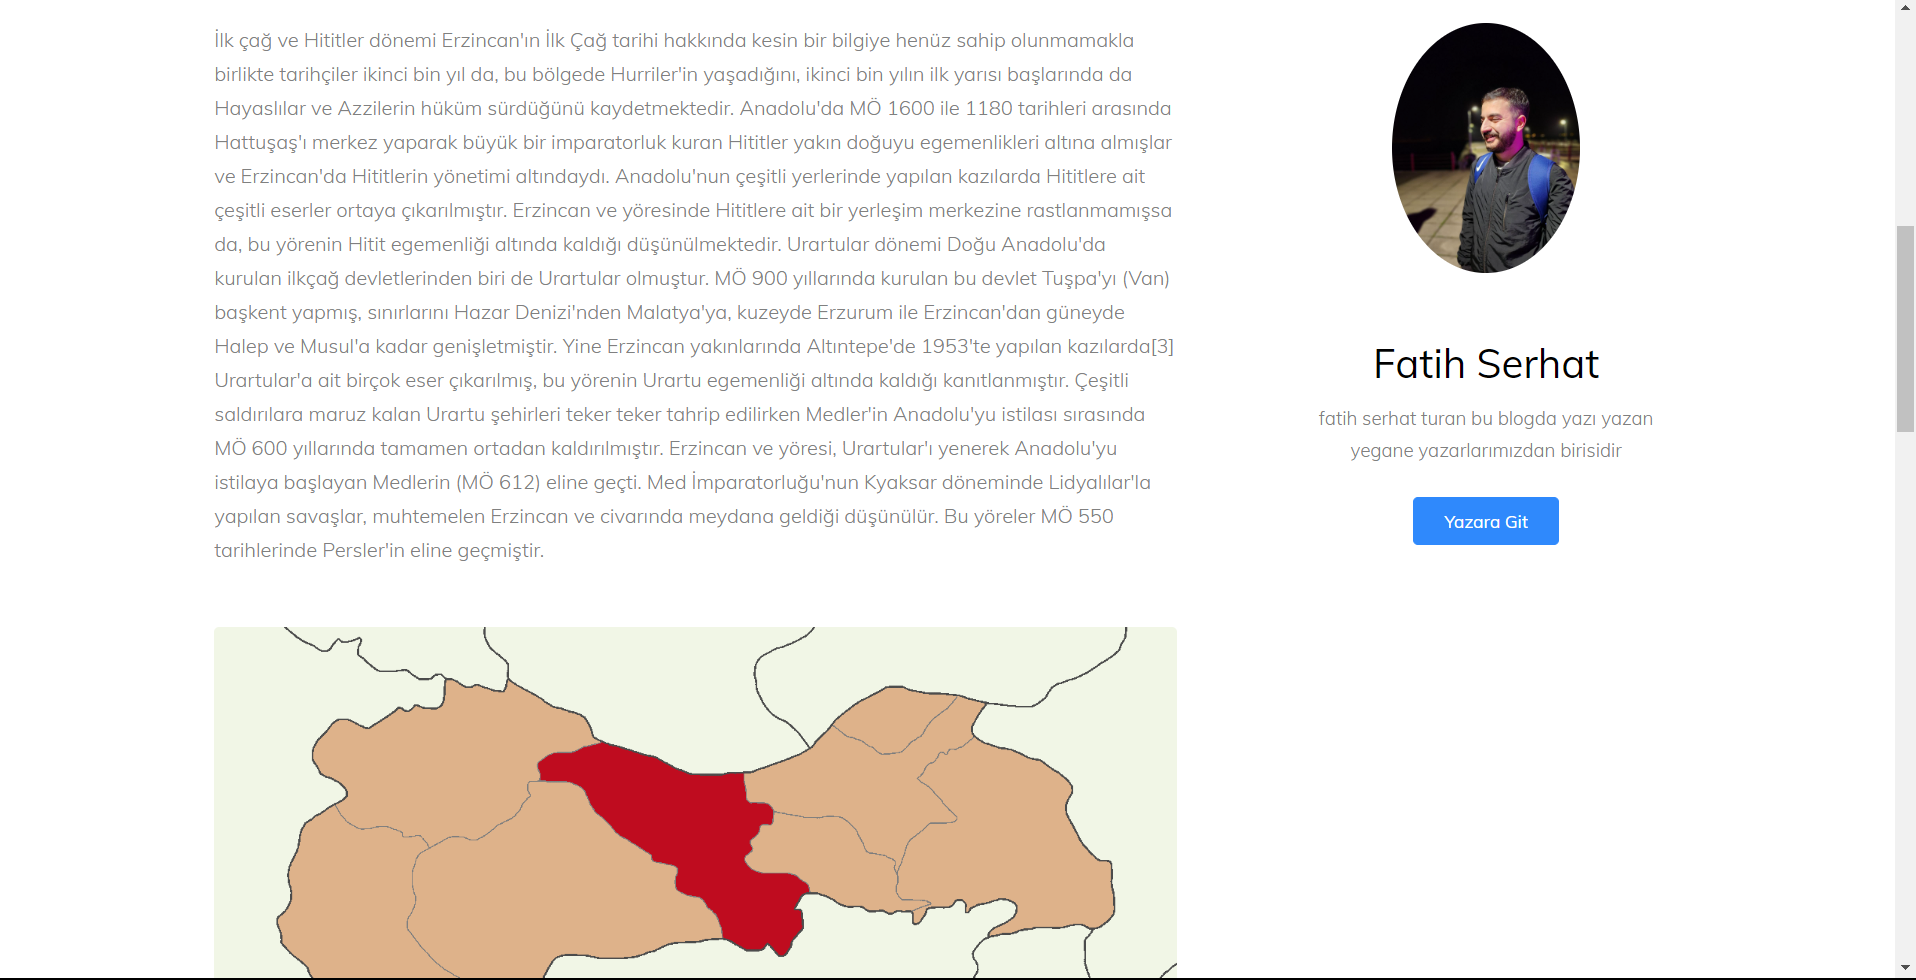 İlk çağ ve Hititler dönemi Erzincan'ın İlk Çağ tarihi hakkında kesin bir bilgiye henüz sahip olunmamakla
birlikte tarihçiler ikinci bin yıl da, bu bölgede Hurriler'in yaşadığını, ikinci bin yılın ilk yarısı başlarında da
Hayaslılar ve Azzilerin hüküm sürdüğünü kaydetmektedir. Anadolu'da MÖ 1600 ile 1180 tarihleri arasında
Hattuşaş'ı merkez yaparak büyük bir imparatorluk kuran Hititler yakın doğuyu egemenlikleri altına almışlar
ve Erzincan'da Hititlerin yönetimi altındaydı. Anadolu'nun çeşitli yerlerinde yapılan kazılarda Hititlere ait
çeşitli eserler ortaya çıkarılmıştır. Erzincan ve yöresinde Hititlere ait bir yerleşim merkezine rastlanmamışsa
da, bu yörenin Hitit egemenliği altında kaldığı düşünülmektedir. Urartular dönemi Doğu Anadolu'da
kurulan ilkçağ devletlerinden biri de Urartular olmuştur. MÖ 900 yıllarında kurulan bu devlet Tuşpa'yı (Van)
başkent yapmış, sınırlarını Hazar Denizi'nden Malatya'ya, kuzeyde Erzurum ile Erzincan'dan güneyde
Halep ve Musul'a kadar genişletmiştir. Yine Erzincan yakınlarında Altıntepe'de 1953'te yapılan kazılarda[3]
Urartular'a ait birçok eser çıkarılmış, bu yörenin Urartu egemenliği altında kaldığı kanıtlanmıştır. Çeşitli
saldırılara maruz kalan Urartu şehirleri teker teker tahrip edilirken Medler'in Anadolu'yu istilası sırasında
MÖ 600 yıllarında tamamen ortadan kaldırılmıştır. Erzincan ve yöresi, Urartular'ı yenerek Anadolu'yu
istilaya başlayan Medlerin (MÖ 612) eline geçti. Med İmparatorluğu'nun Kyaksar döneminde Lidyalılar'la
yapılan savaşlar, muhtemelen Erzincan ve civarında meydana geldiği düşünülür. Bu yöreler MÖ 550
tarihlerinde Persler'in eline geçmiştir.
Fatih Serhat
fatih serhat turan bu blogda yazı yazan
yegane yazarlarımızdan birisidir
Yazara Git